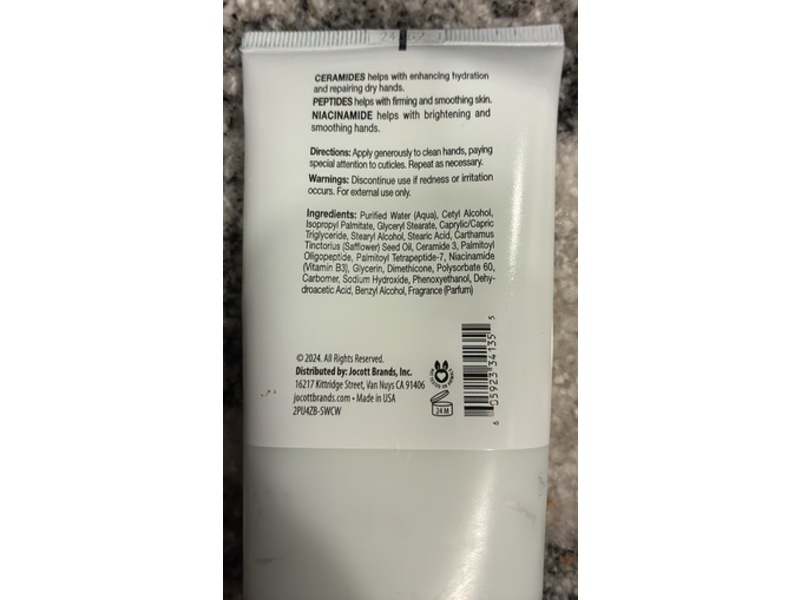 CERAMIDES helps with enhancing hydration
and repairing dry hands.
PEPTIDES helps with firming and smoothing skin.
NIACINAMIDE helps with brightening and
smoothing hands.
Directions: Apply generously to clean hands, paying
special attention to cuticles. Repeat as necessary.
Warnings: Discontinue use if redness or irritation
occurs. For external use only.
Ingredients: Purified Water (Aqua), Cetyl Alcohol,
Isopropyl Palmitate, Glyceryl Stearate, Caprylic/Capric
Triglyceride, Stearyl Alcohol, Stearic Acid, Carthamus
Tinctorius (Safflower) Seed Oil, Ceramide 3, Palmitoyl
Oligopeptide, Palmitoyl Tetrapeptide-7, Niacinamide
(Vitamin B3), Glycerin, Dimethicone, Polysorbate 60,
Carbomer, Sodium Hydroxide, Phenoxyethanol, Dehy-
droacetic Acid, Benzyl Alcohol, Fragrance (Parfum)
© 2024. All Rights Reserved.
Distributed by: Jocott Brands, Inc.
16217 Kittridge Street, Van Nuys CA 91406
jocottbrands.com • Made in USA
2PU4ZB-SWCW
24 M
6 05923 34135 5